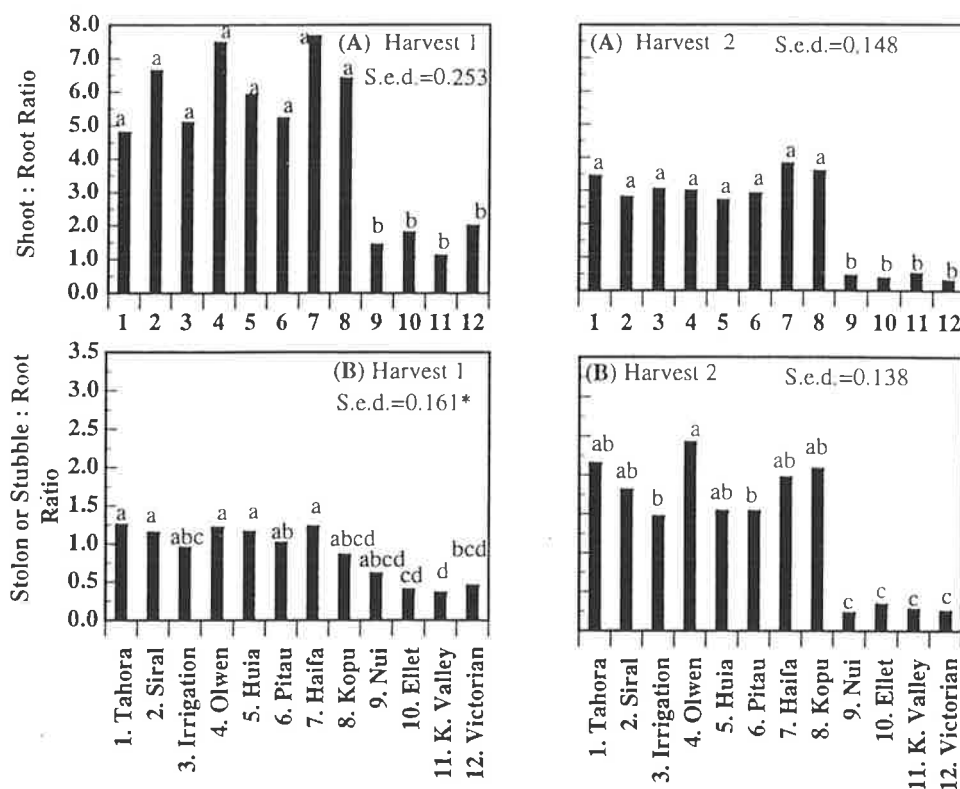 (A) Harvest 1
S.e.d.=0.253
Shoot : Root Ratio
8.0
7.0
6.0
5.0
4.0
3.0
2.0
1.0
0.0
a a a a a a a a b b b b
1 2 3 4 5 6 7 8 9 10 11 12
(A) Harvest 2 S.e.d.=0.148
a a a a a a a a b b b b
1 2 3 4 5 6 7 8 9 10 11 12
(B) Harvest 1
S.e.d.=0.161*
Stolon or Stubble : Root
Ratio
3.5
3.0
2.5
2.0
1.5
1.0
0.5
0.0
a a abc a a ab a abcd abcd cd d bcd
1. Tahora
2. Siral
3. Irrigation
4. Olwen
5. Huia
6. Pitau
7. Haifa
8. Kopu
9. Nui
10. Ellet
11. K. Valley
12. Victorian
(B) Harvest 2 S.e.d.=0.138
ab ab b a ab b ab ab c c c c
1. Tahora
2. Siral
3. Irrigation
4. Olwen
5. Huia
6. Pitau
7. Haifa
8. Kopu
9. Nui
10. Ellet
11. K. Valley
12. Victorian